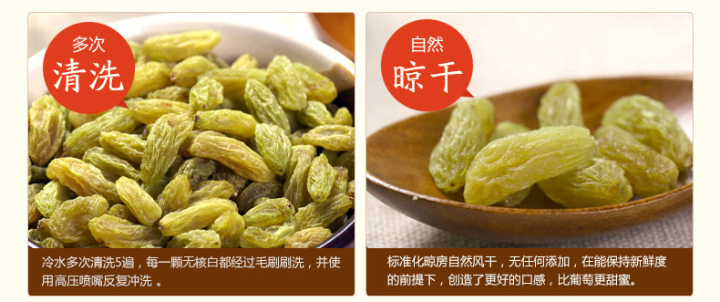 多次
清洗
冷水多次清洗5遍，每一颗无核白都经过毛刷刷洗，并使
用高压喷嘴反复冲洗 。
自然
晾干
标准化晾房自然风干，无任何添加，在能保持新鲜度
的前提下，创造了更好的口感，比葡萄更甜蜜。